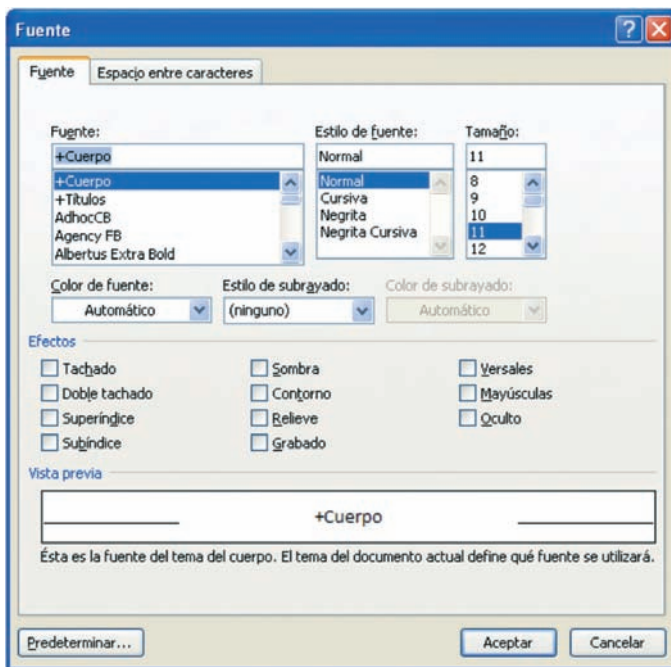 Fuente
Fuente Espacio entre caracteres
Fuente: Estilo de fuente: Tamaño:
+Cuerpo Normal 11
+Cuerpo Normal 8
+Títulos Cursiva 9
AdhocCB Negrita 10
Agency FB Negrita Cursiva 11
Albertus Extra Bold 12
Color de fuente: Estilo de subrayado: Color de subrayado:
Automático (ninguno) Automático
Efectos
Tachado Sombra Versales
Doble tachado Contorno Mayúsculas
Superíndice Relieve Oculto
Subíndice Grabado
Vista previa
+Cuerpo
Ésta es la fuente del tema del cuerpo. El tema del documento actual define qué fuente se utilizará.
Predeterminar... Aceptar Cancelar